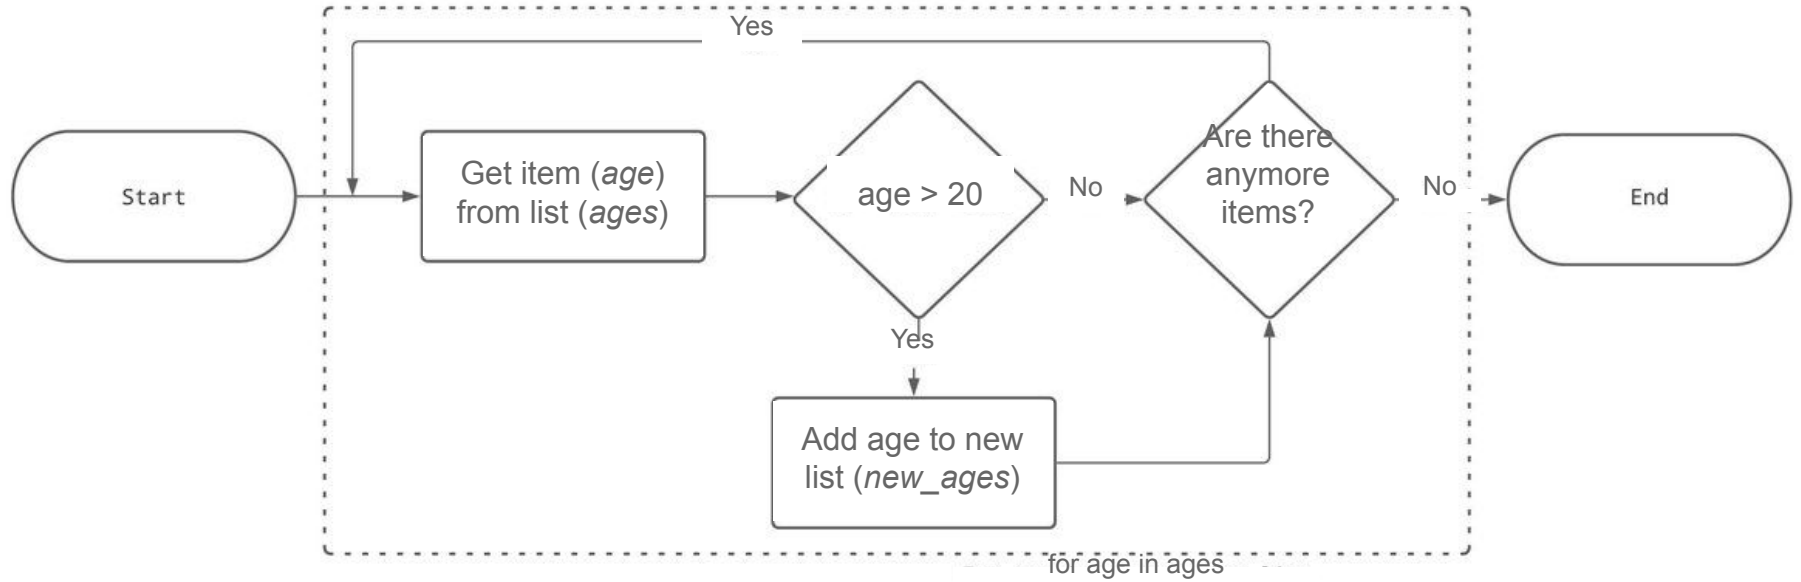 Yes
Start
Get item (age)
from list (ages)
age > 20
No
Are there
anymore
items?
No
End
Yes
Add age to new
list (new_ages)
for age in ages